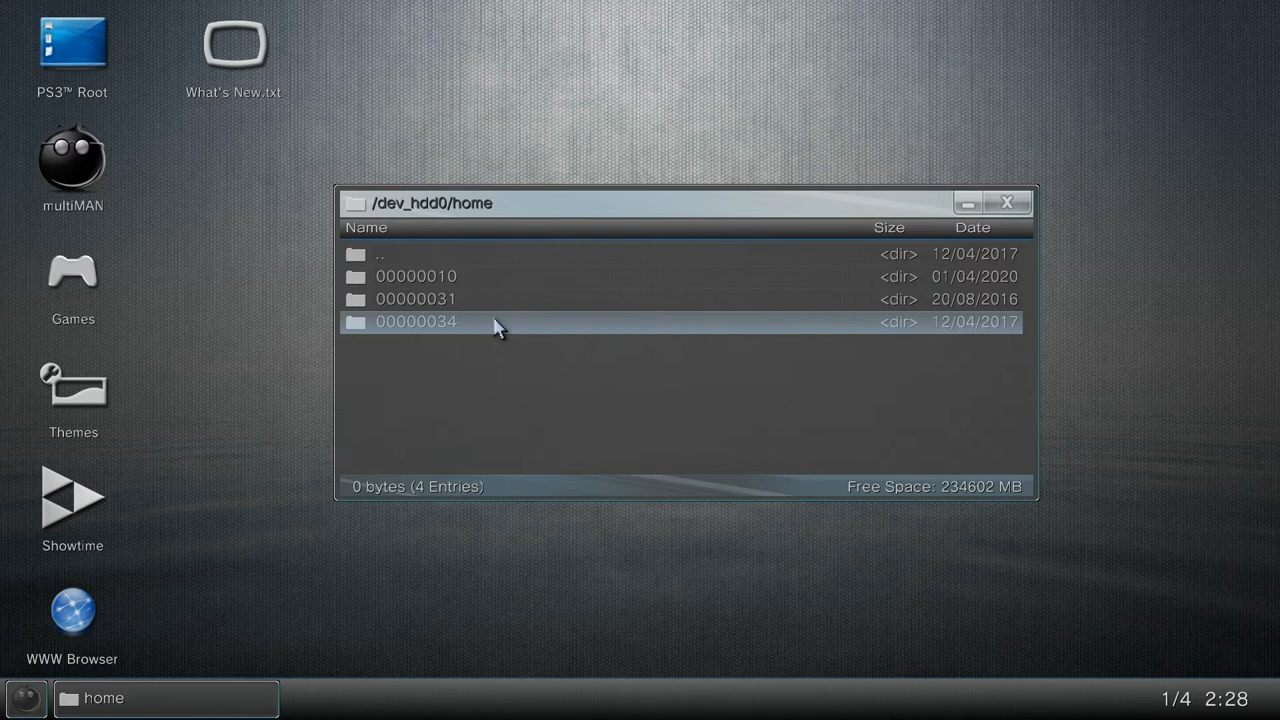 PS3™ Root
What's New.txt
multiMAN
Games
Themes
Showtime
WWW Browser
/dev_hdd0/home
X
Name Size Date
.. <dir> 12/04/2017
00000010 <dir> 01/04/2020
00000031 <dir> 20/08/2016
00000034 <dir> 12/04/2017
0 bytes (4 Entries) Free Space: 234602 MB
home
1/4 2:28